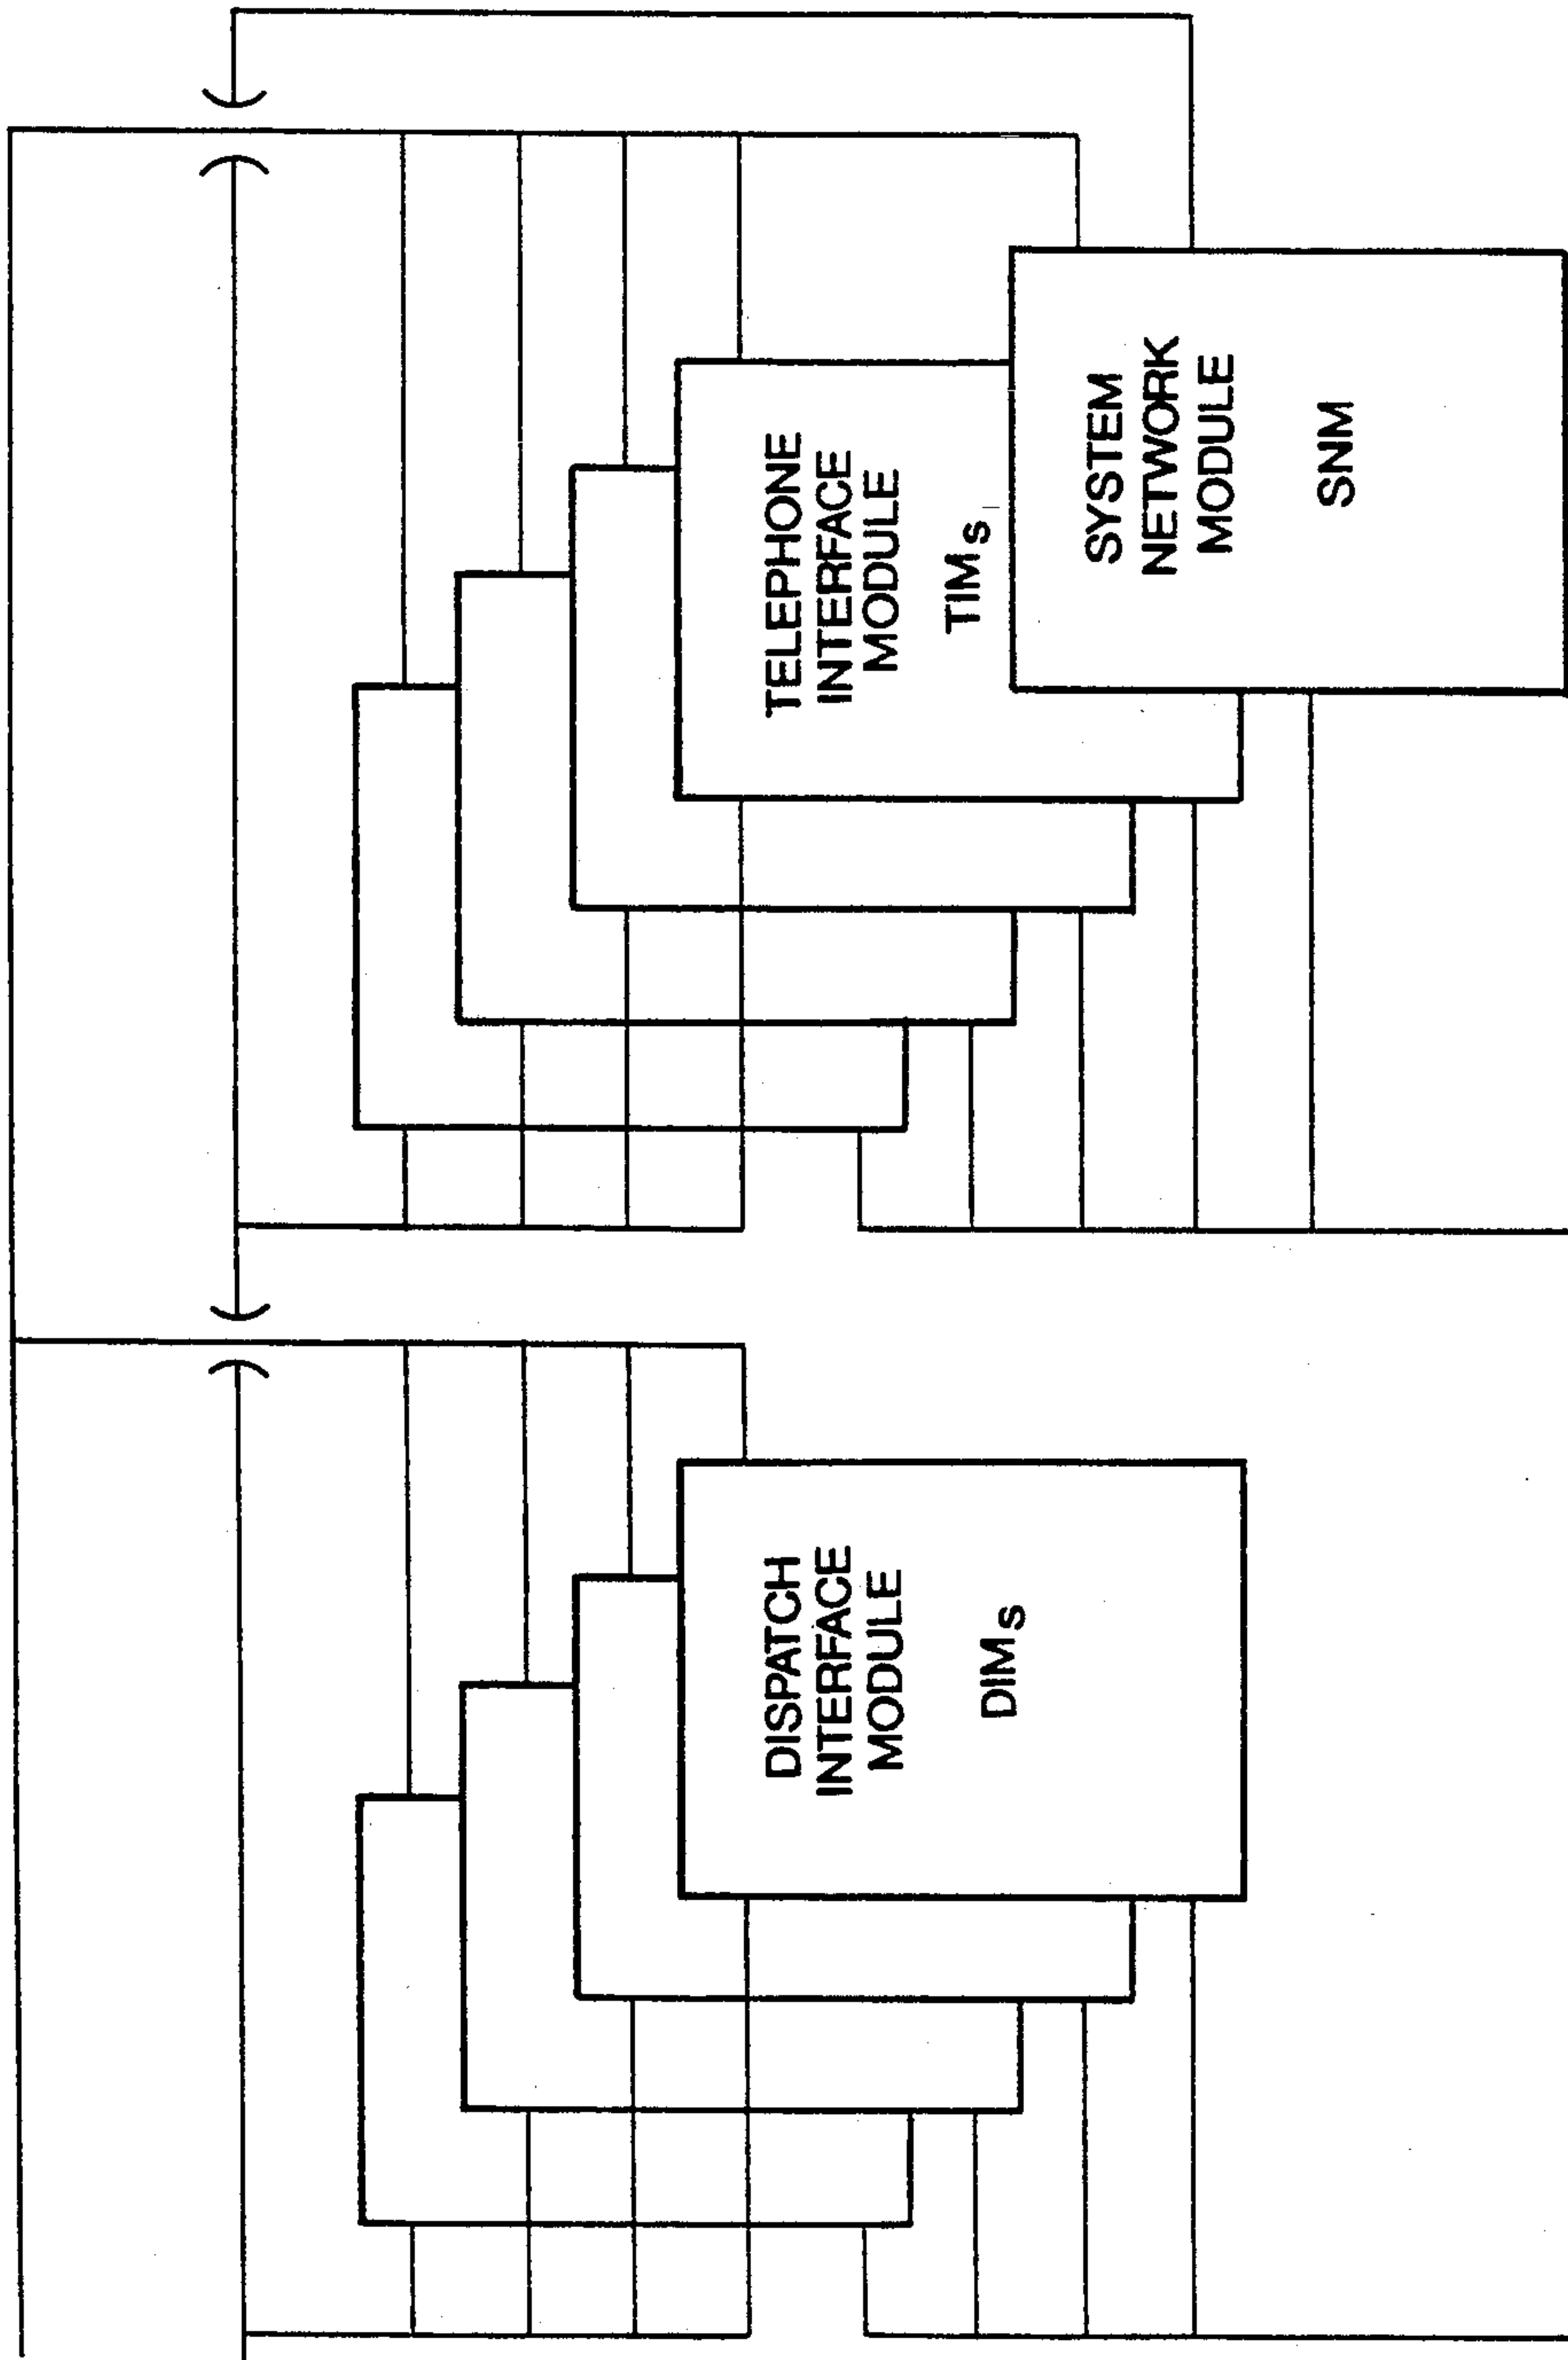 DISPATCH
INTERFACE
MODULE
DIMs
TELEPHONE
INTERFACE
MODULE
TIMs
SYSTEM
NETWORK
MODULE
SNM